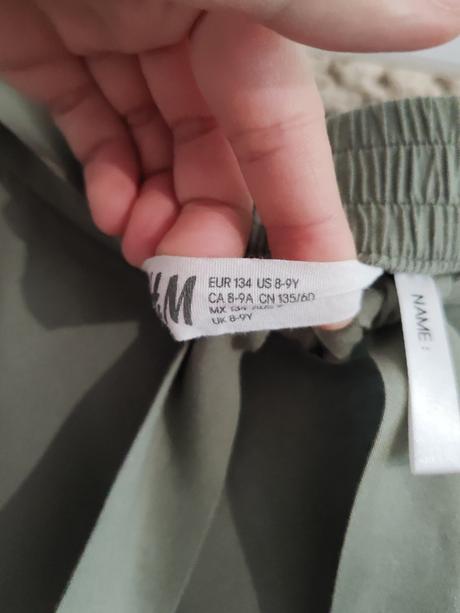 H&M
EUR 134 US 8-9Y
CA 8-9A CN 135/60
MX 134
UK 8-9Y
NAME :